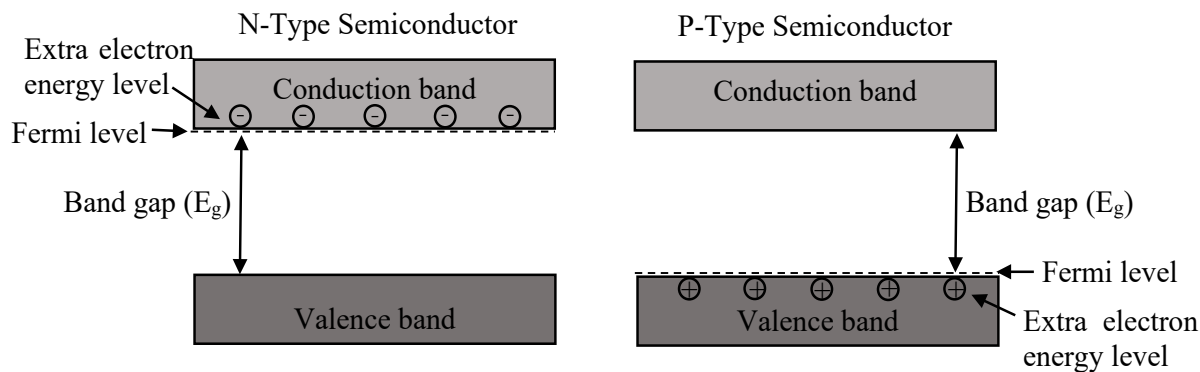 N-Type Semiconductor
Extra electron
energy level
Conduction band
- - - - -
Fermi level
Band gap (Eg)
Valence band
P-Type Semiconductor
Conduction band
Band gap (Eg)
Fermi level
+ + + + +
Valence band
Extra electron
energy level